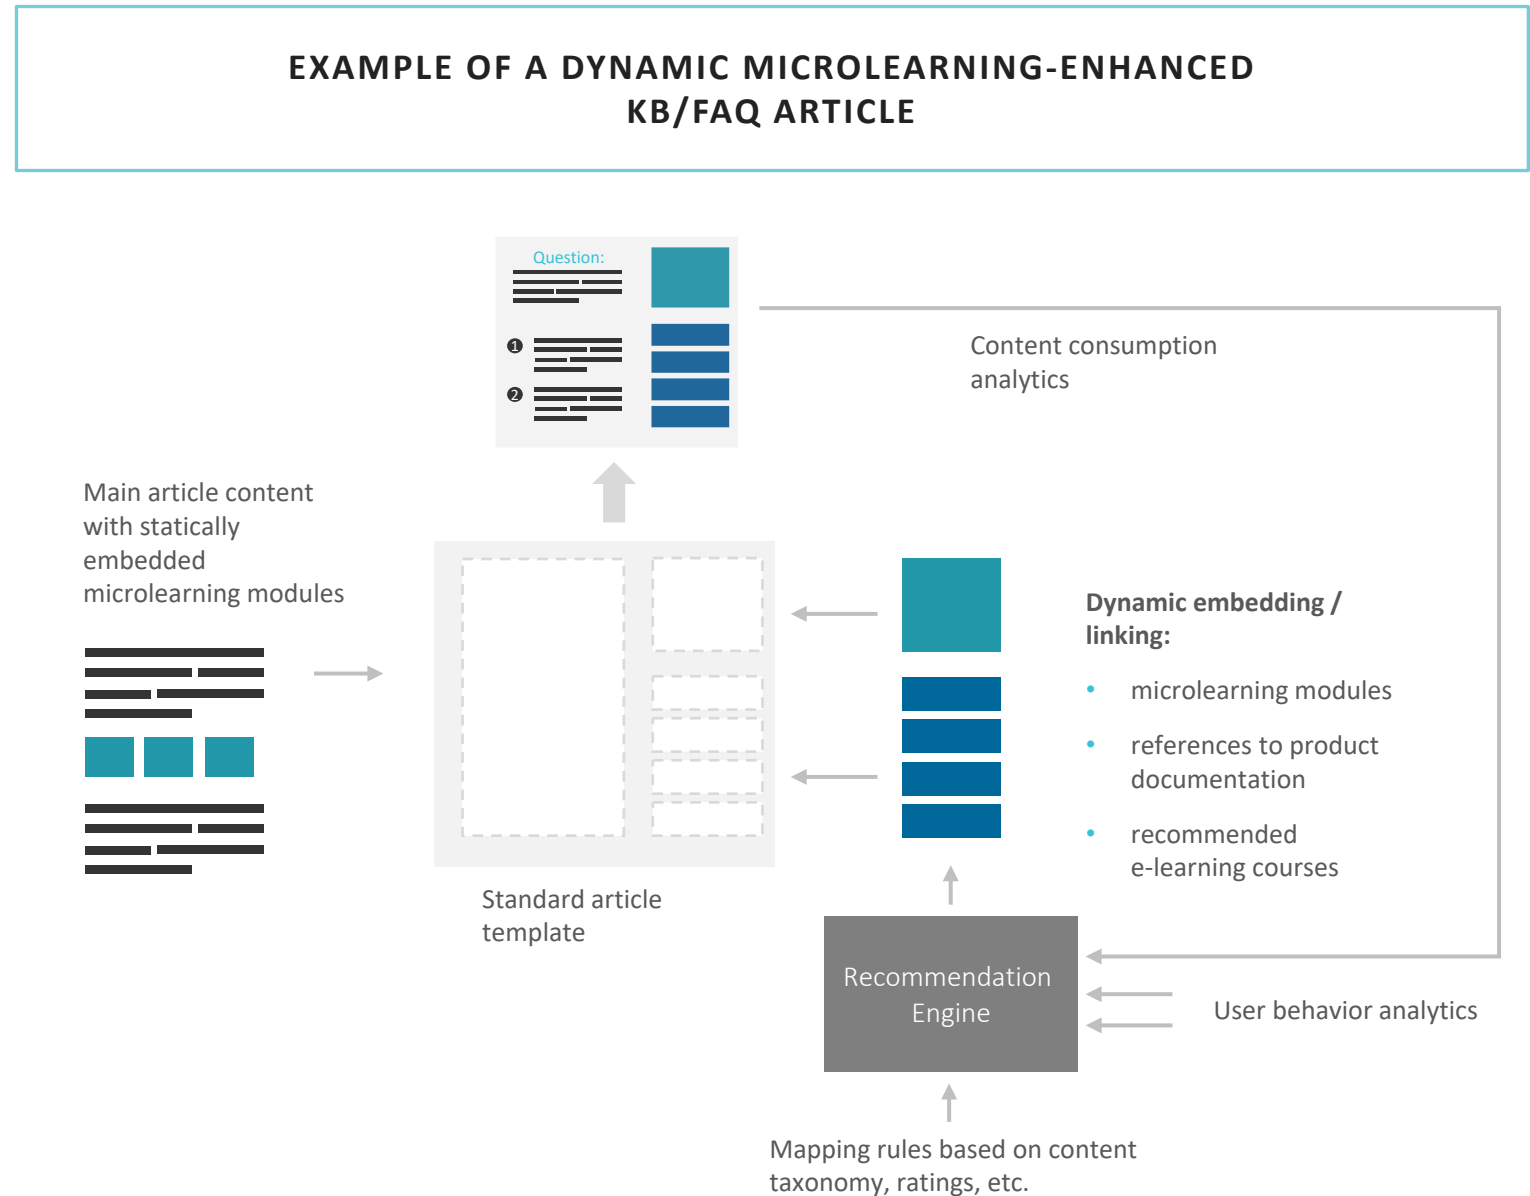 EXAMPLE OF A DYNAMIC MICROLEARNING-ENHANCED
KB/FAQ ARTICLE
Question:
1
2
Content consumption
analytics
Main article content
with statically
embedded
microlearning modules
Dynamic embedding /
linking:
• microlearning modules
• references to product
documentation
• recommended
e-learning courses
Standard article
template
Recommendation
Engine
User behavior analytics
Mapping rules based on content
taxonomy, ratings, etc.